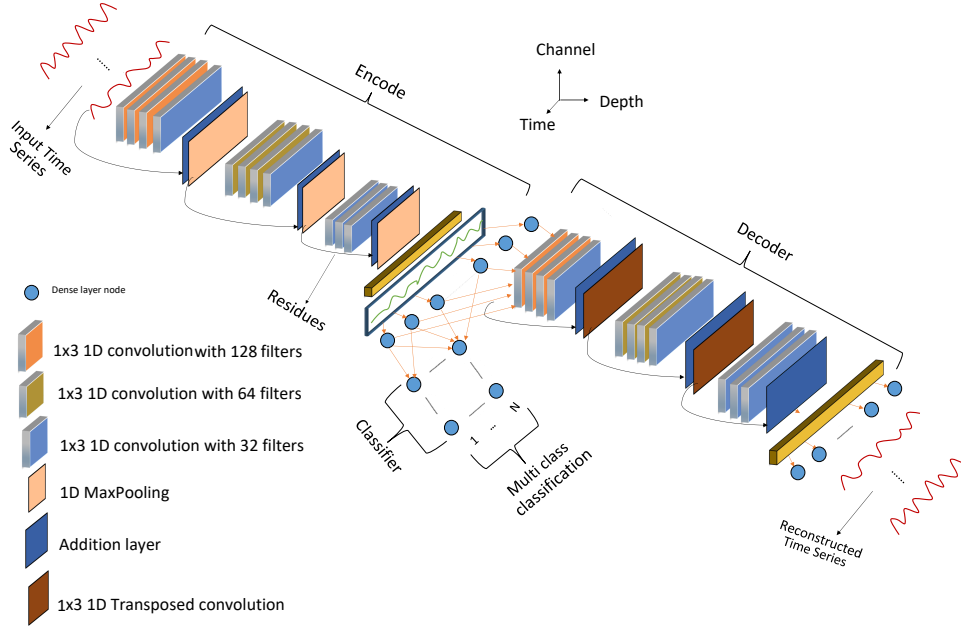 Channel
Depth
Time
Encode
Input Time
Series
Decoder
Residues
Dense layer node
1x3 1D convolution with 128 filters
1x3 1D convolution with 64 filters
1x3 1D convolution with 32 filters
1D MaxPooling
Addition layer
1x3 1D Transposed convolution
Classifier
1 ... N
Multi class
classification
Reconstructed
Time Series